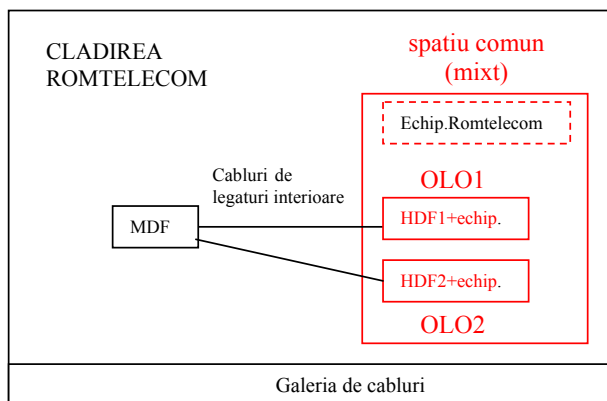 CLADIREA
ROMTELECOM
spatiu comun
(mixt)
Echip.Romtelecom
OLO1
Cabluri de
legaturi interioare
MDF
HDF1+echip.
HDF2+echip.
OLO2
Galeria de cabluri